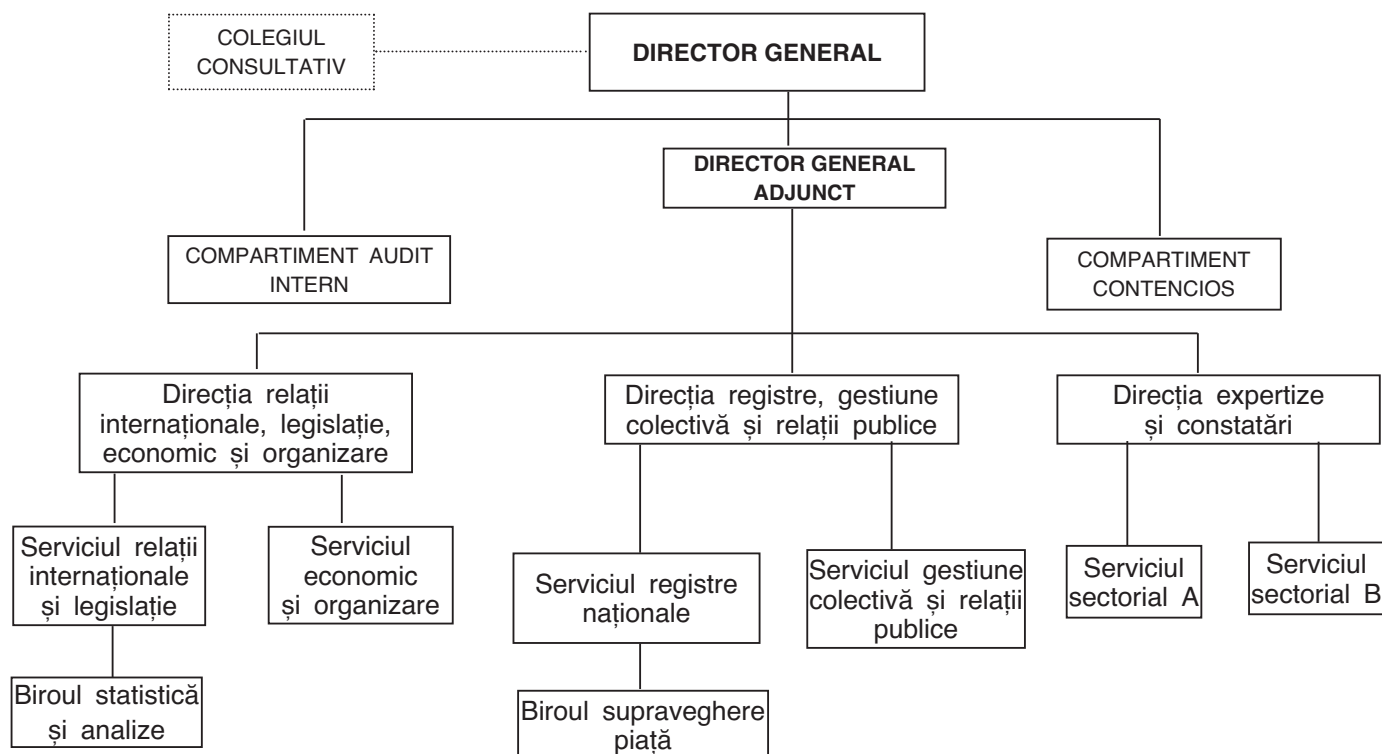 COLEGIUL
CONSULTATIV
DIRECTOR GENERAL
DIRECTOR GENERAL
ADJUNCT
COMPARTIMENT AUDIT
INTERN
COMPARTIMENT
CONTENCIOS
Direcția relații
internaționale, legislație,
economic și organizare
Direcția registre, gestiune
colectivă și relații publice
Direcția expertize
și constatări
Serviciul relații
internaționale
și legislație
Serviciul
economic
și organizare
Serviciul registre
naționale
Serviciul gestiune
colectivă și relații
publice
Serviciul
sectorial A
Serviciul
sectorial B
Biroul statistică
și analize
Biroul supraveghere
piață